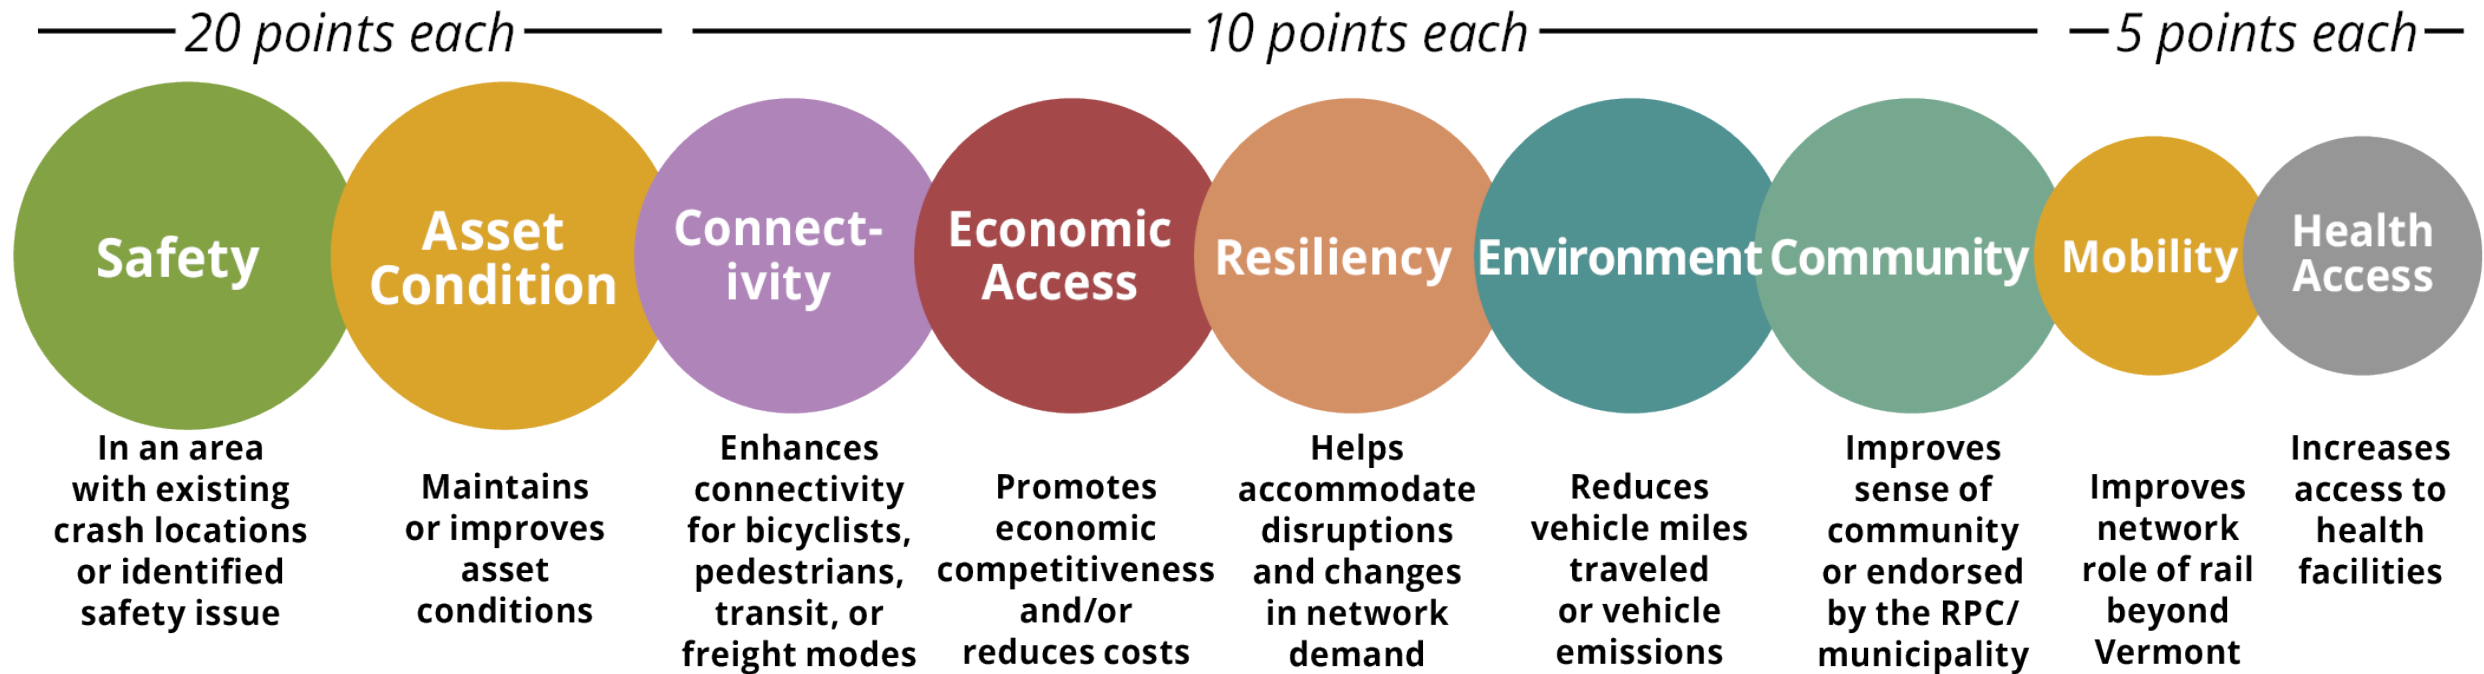 20 points each
10 points each
5 points each
Safety
Asset
Condition
Connect-
ivity
Economic
Access
Resiliency
Environment
Community
Mobility
Health
Access
In an area
with existing
crash locations
or identified
safety issue
Maintains
or improves
asset
conditions
Enhances
connectivity
for bicyclists,
pedestrians,
transit, or
freight modes
Promotes
economic
competitiveness
and/or
reduces costs
Helps
accommodate
disruptions
and changes
in network
demand
Reduces
vehicle miles
traveled
or vehicle
emissions
Improves
sense of
community
or endorsed
by the RPC/
municipality
Improves
network
role of rail
beyond
Vermont
Increases
access to
health
facilities